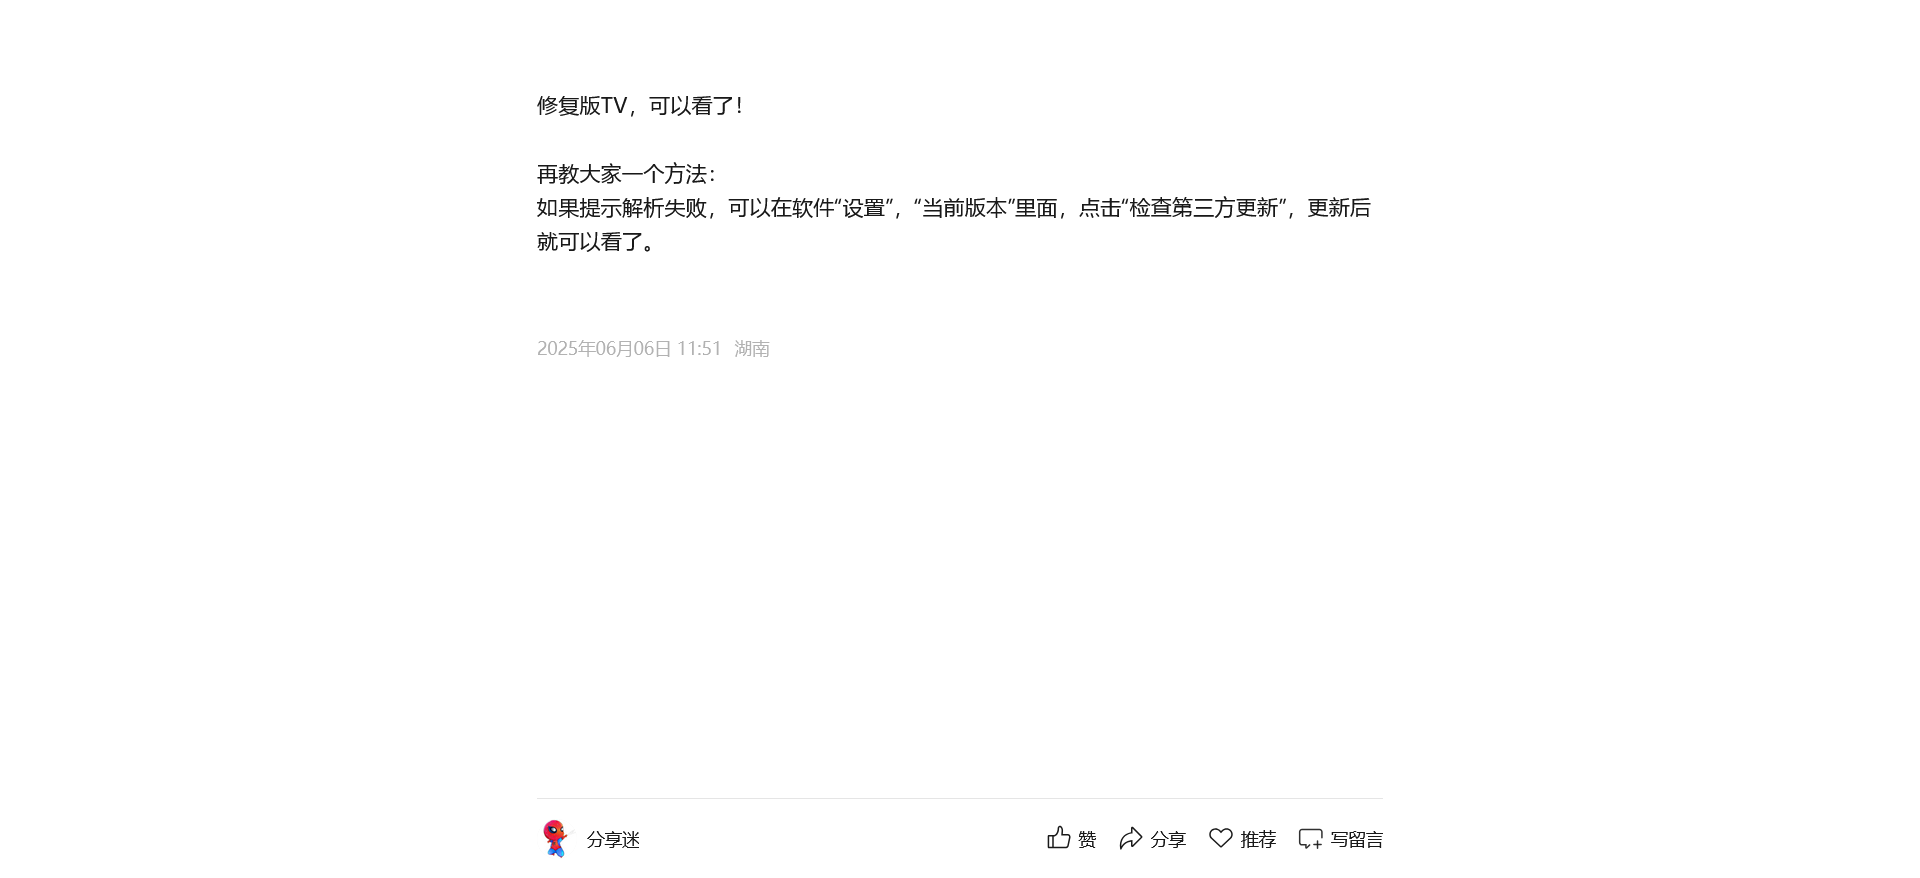 修复版TV，可以看了！
再教大家一个方法：
如果提示解析失败，可以在软件“设置”，“当前版本”里面，点击“检查第三方更新”，更新后
就可以看了。
2025年06月06日 11:51 湖南
分享迷 赞 分享 推荐 写留言